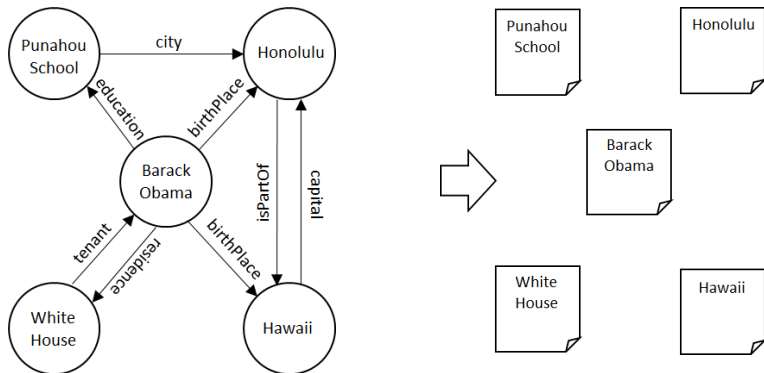 Punahou
School
city
Honolulu
education
birthPlace
Barack
Obama
isPartOf
capital
tenant
residence
birthPlace
White
House
Hawaii
Punahou
School
Honolulu
Barack
Obama
White
House
Hawaii